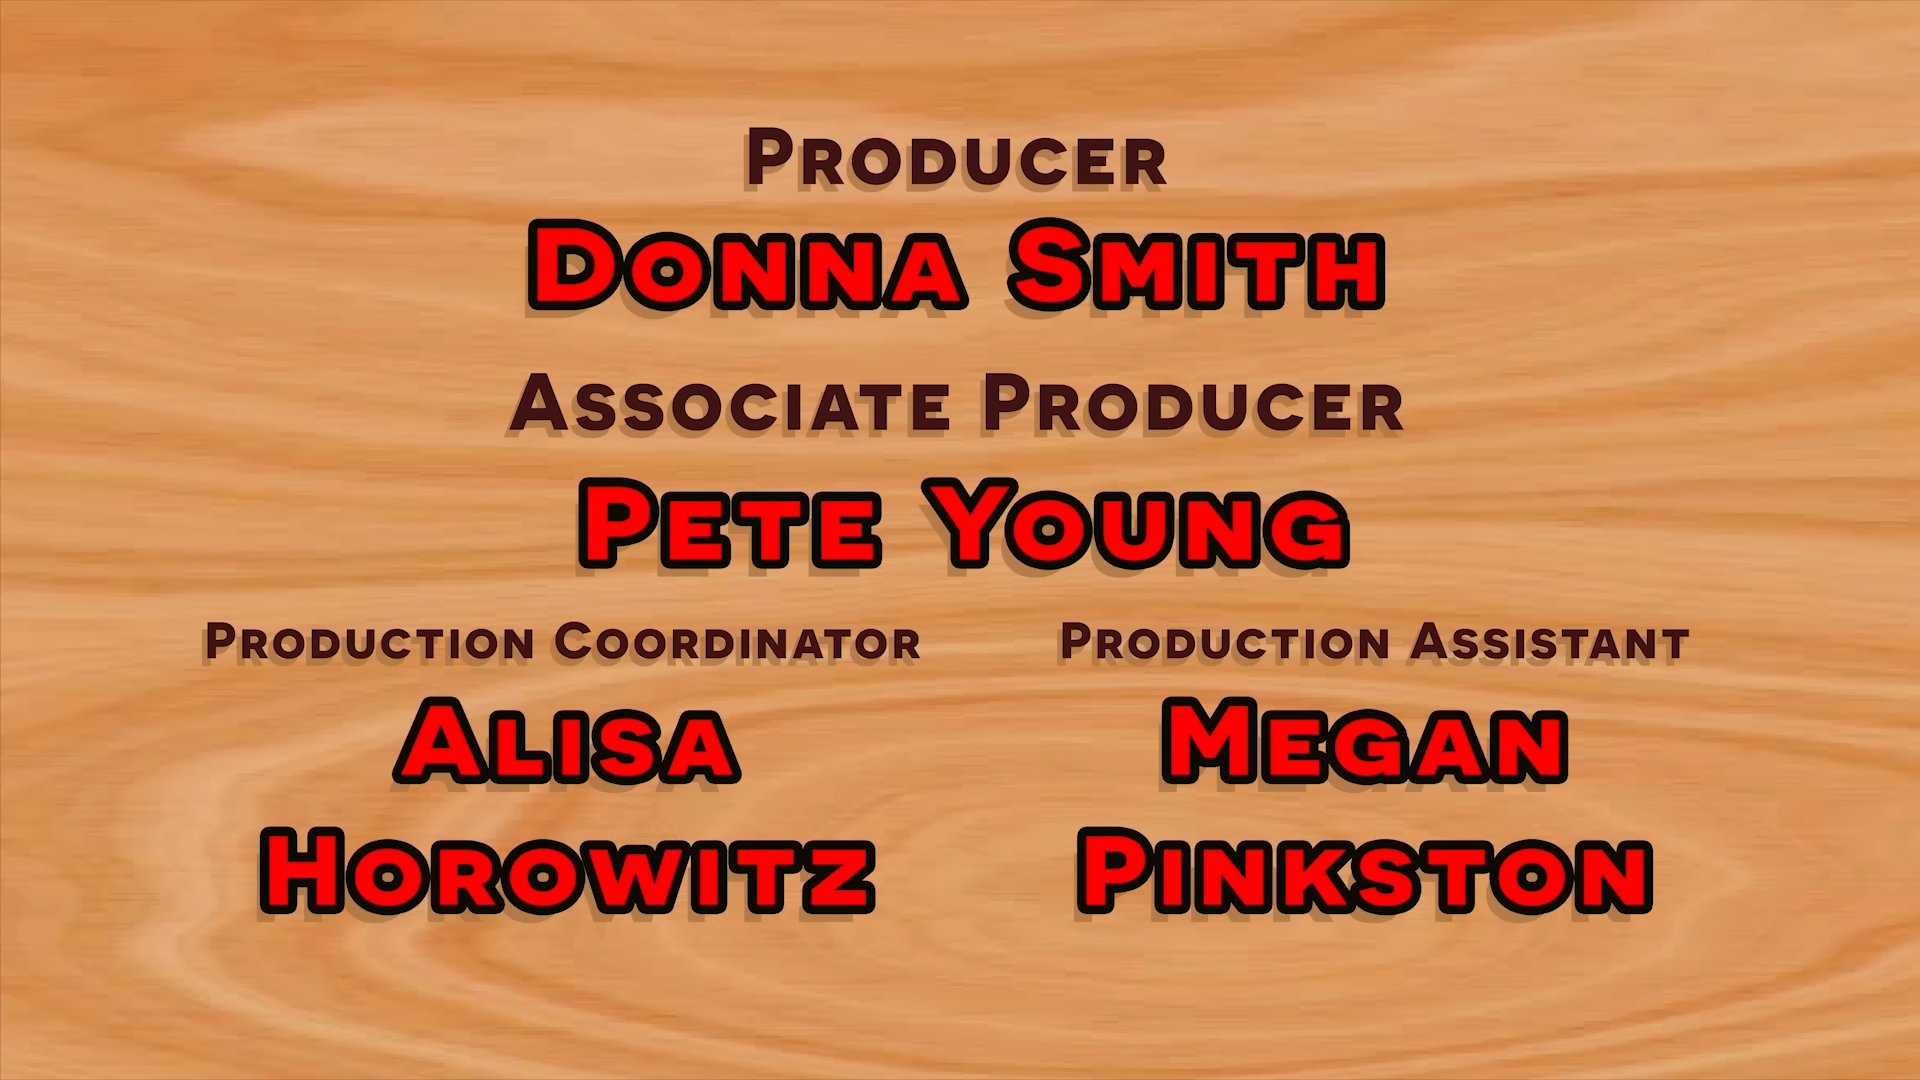 Producer
Donna Smith
Associate Producer
Pete Young
Production Coordinator
Alisa
Horowitz
Production Assistant
Megan
Pinkston